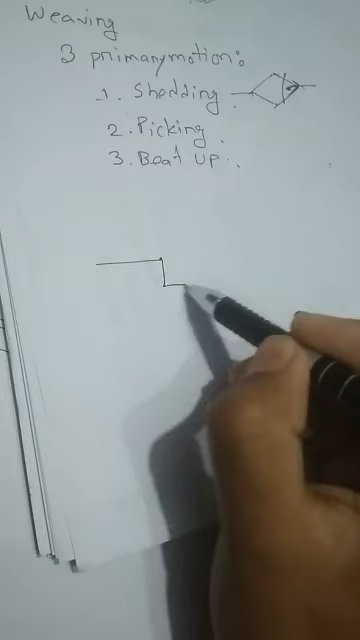 Weaving
3 primarymotion:
1. Shedding.
2. Picking.
3. Beat up.